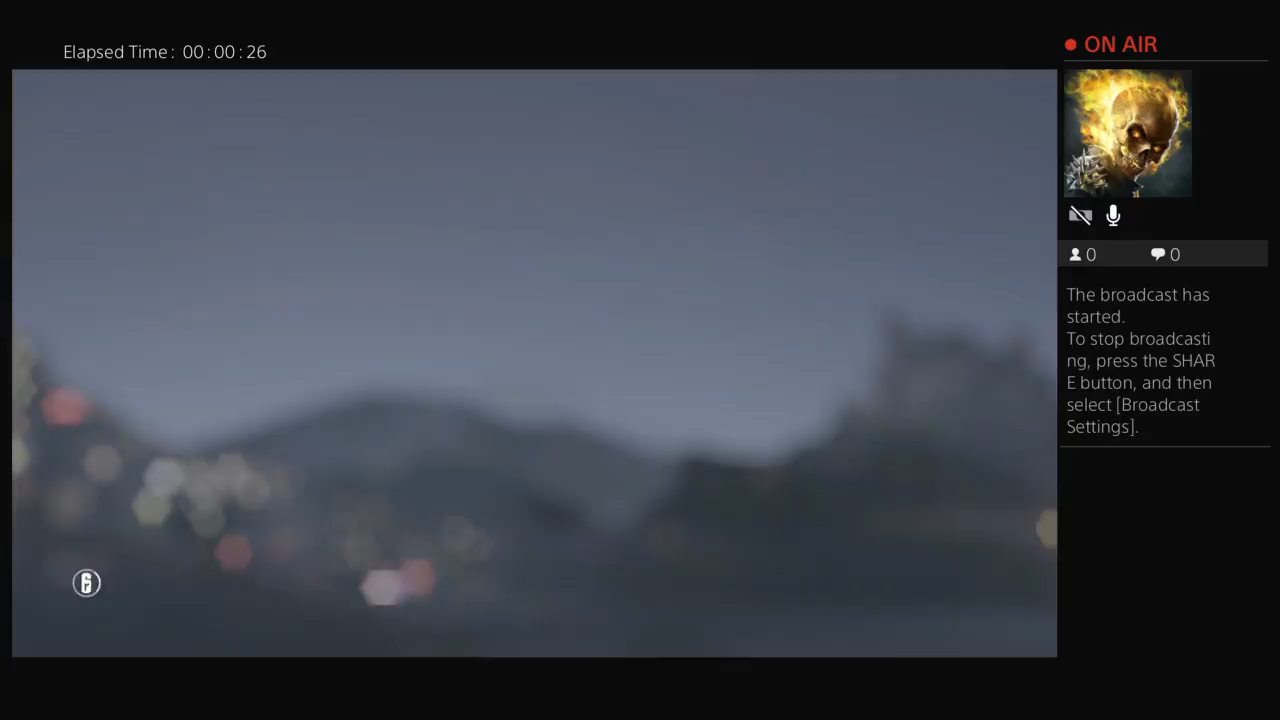 Elapsed Time: 00:00:26
ON AIR
0 0
The broadcast has
started.
To stop broadcasti
ng, press the SHAR
E button, and then
select [Broadcast
Settings].
6